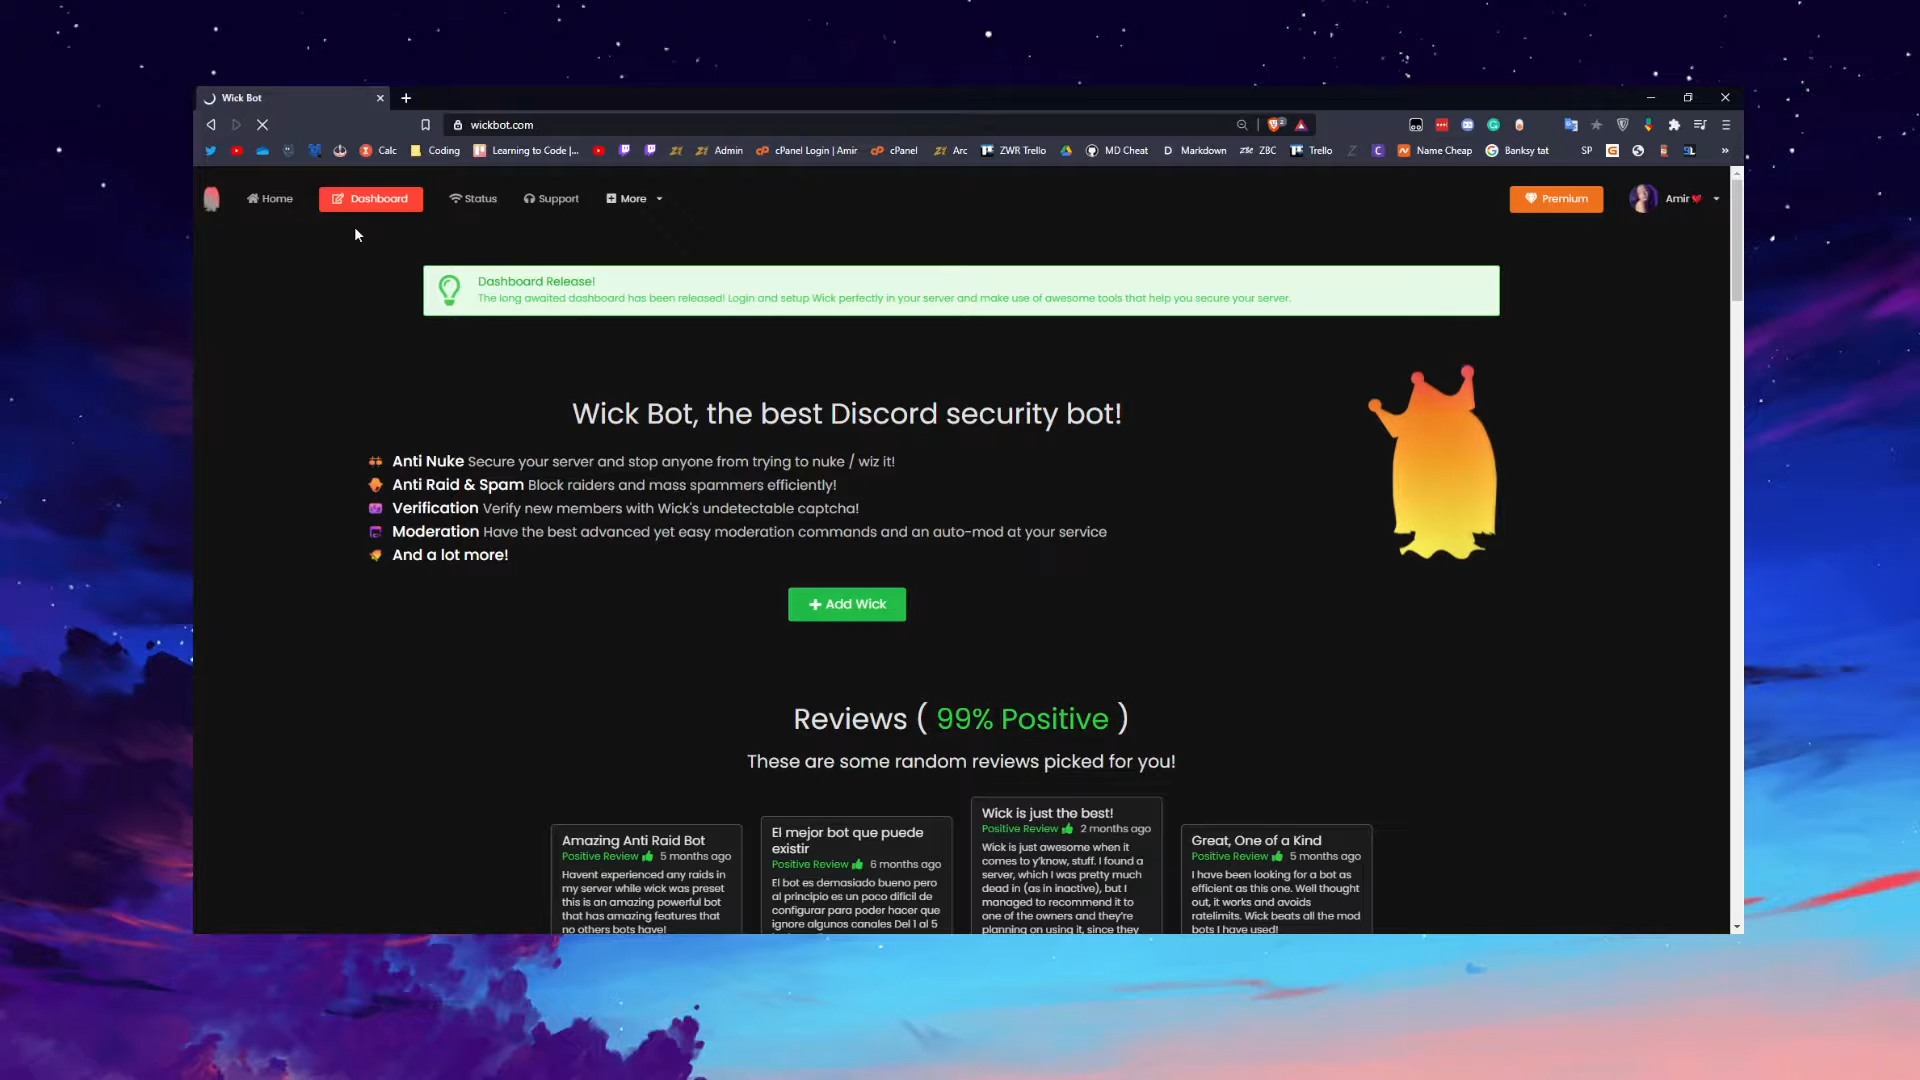 Wick Bot
wickbot.com
2
Calc
Coding
Learning to Code |...
Admin
cPanel Login | Amir
cPanel
Arc
ZWR Trello
MD Cheat
Markdown
ZBC
Trello
Name Cheap
Banksy tat
SP
»
Home
Dashboard
Status
Support
More
Premium
Amir❤
Dashboard Release!
The long awaited dashboard has been released! Login and setup Wick perfectly in your server and make use of awesome tools that help you secure your server.
Wick Bot, the best Discord security bot!
Anti Nuke Secure your server and stop anyone from trying to nuke / wiz it!
Anti Raid & Spam Block raiders and mass spammers efficiently!
Verification Verify new members with Wick's undetectable captcha!
Moderation Have the best advanced yet easy moderation commands and an auto-mod at your service
And a lot more!
Add Wick
Reviews ( 99% Positive )
These are some random reviews picked for you!
Amazing Anti Raid Bot
Positive Review 5 months ago
Havent experienced any raids in
my server while wick was preset
this is an amazing powerful bot
that has amazing features that
no others bots have!
El mejor bot que puede
existir
Positive Review 6 months ago
El bot es demasiado bueno pero
al principio es un poco dificil de
configurar para poder hacer que
ignore algunos canales Del 1 al 5
Wick is just the best!
Positive Review 2 months ago
Wick is just awesome when it
comes to y'know, stuff. I found a
server, which I was pretty much
dead in (as in inactive), but I
managed to recommend it to
one of the owners and they're
planning on using it, since they
Great, One of a Kind
Positive Review 5 months ago
I have been looking for a bot as
efficient as this one. Well thought
out, it works and avoids
ratelimits. Wick beats all the mod
bots I have used!